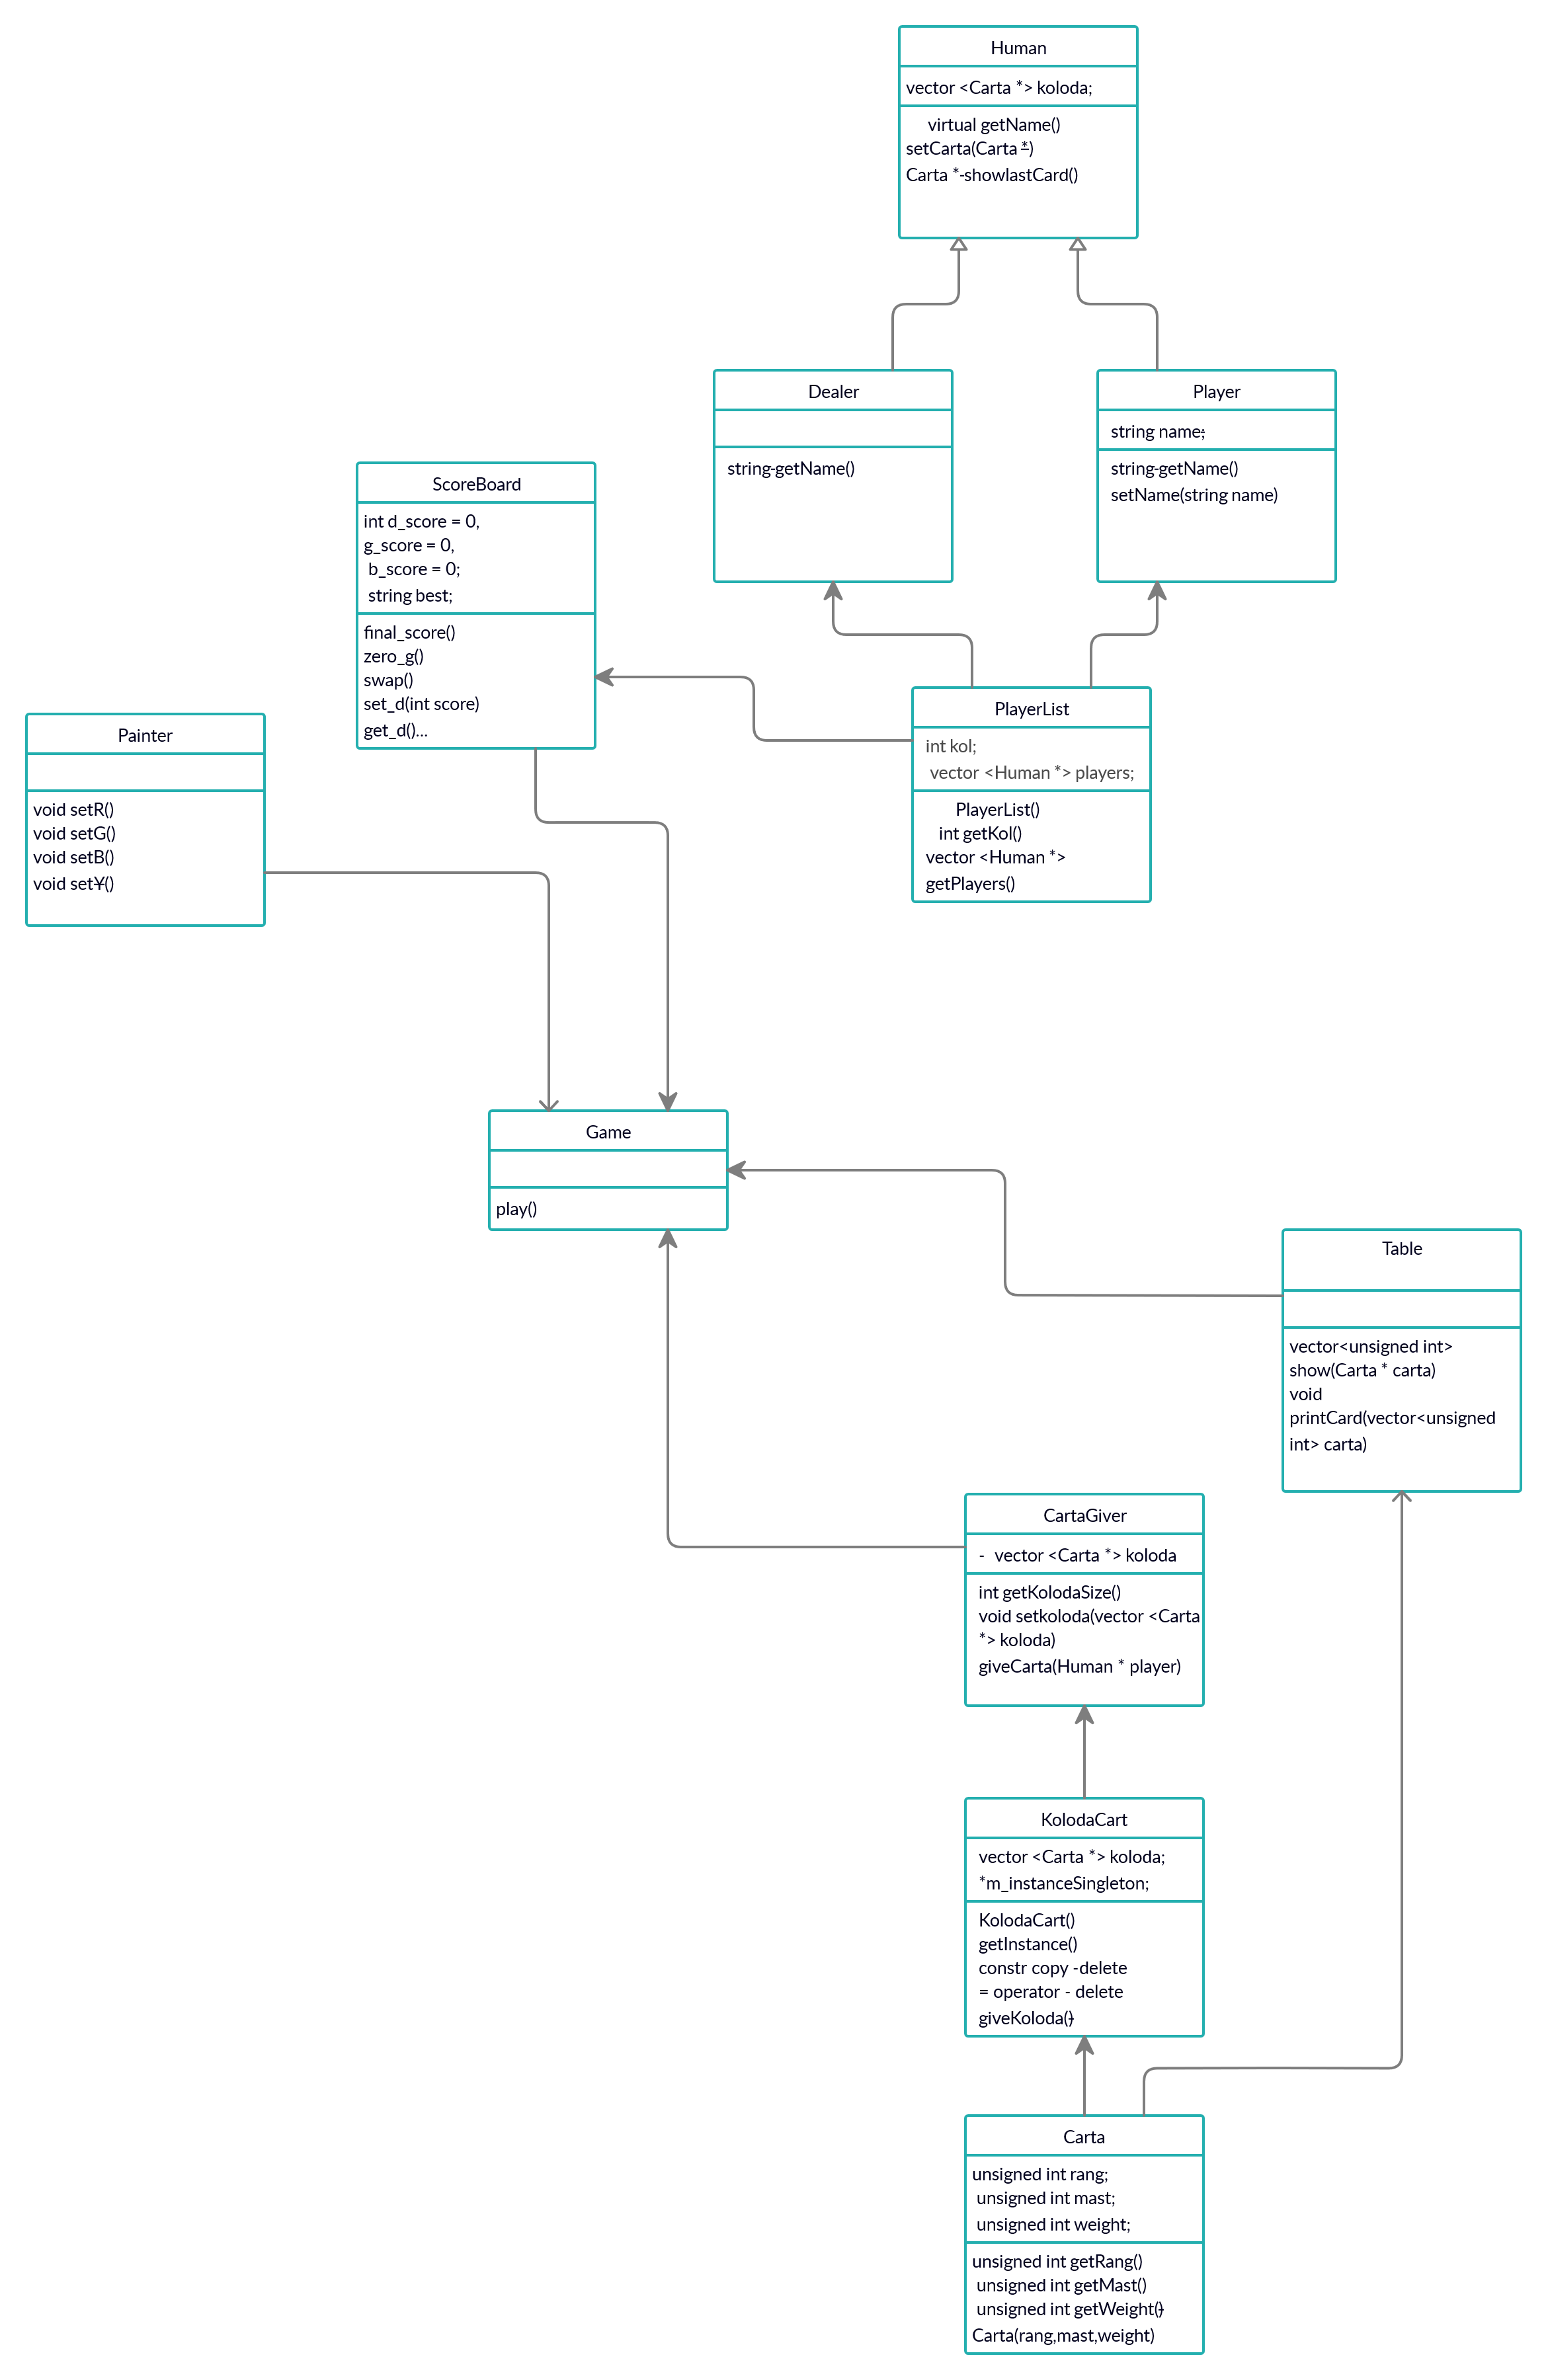 Human
vector <Carta *> koloda;
virtual getName()
setCarta(Carta *)
Carta *-showlastCard()
Dealer
string-getName()
Player
string name;
string-getName()
setName(string name)
ScoreBoard
int d_score = 0,
g_score = 0,
b_score = 0;
string best;
final_score()
zero_g()
swap()
set_d(int score)
get_d()...
PlayerList
int kol;
vector <Human *> players;
PlayerList()
int getKol()
vector <Human *>
getPlayers()
Painter
void setR()
void setG()
void setB()
void setY()
Game
play()
Table
vector<unsigned int>
show(Carta * carta)
void
printCard(vector<unsigned
int> carta)
CartaGiver
- vector <Carta *> koloda
int getKolodaSize()
void setkoloda(vector <Carta
*> koloda)
giveCarta(Human * player)
KolodaCart
vector <Carta *> koloda;
*m_instanceSingleton;
KolodaCart()
getInstance()
constr copy -delete
= operator - delete
giveKoloda()
Carta
unsigned int rang;
unsigned int mast;
unsigned int weight;
unsigned int getRang()
unsigned int getMast()
unsigned int getWeight()
Carta(rang,mast,weight)